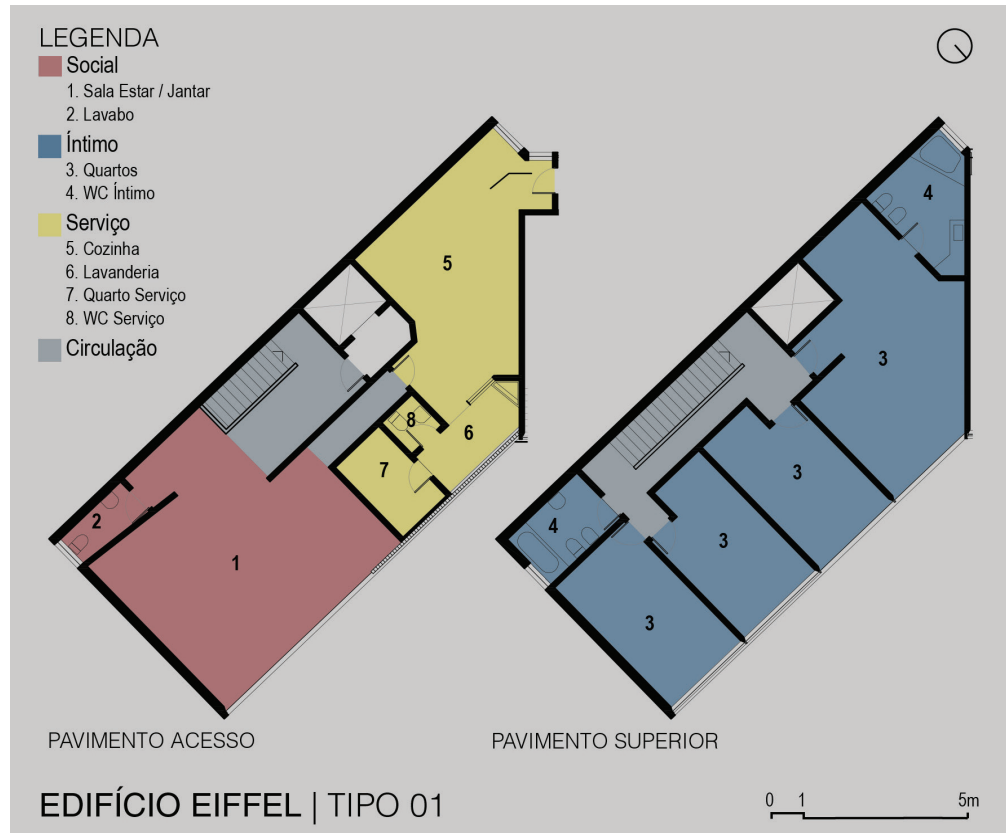 LEGENDA
Social
1. Sala Estar / Jantar
2. Lavabo
Íntimo
3. Quartos
4. WC Íntimo
Serviço
5. Cozinha
6. Lavanderia
7. Quarto Serviço
8. WC Serviço
Circulação
5
8
6
7
2
1
4
3
3
3
4
3
PAVIMENTO ACESSO
PAVIMENTO SUPERIOR
EDIFÍCIO EIFFEL | TIPO 01
0 1 5m